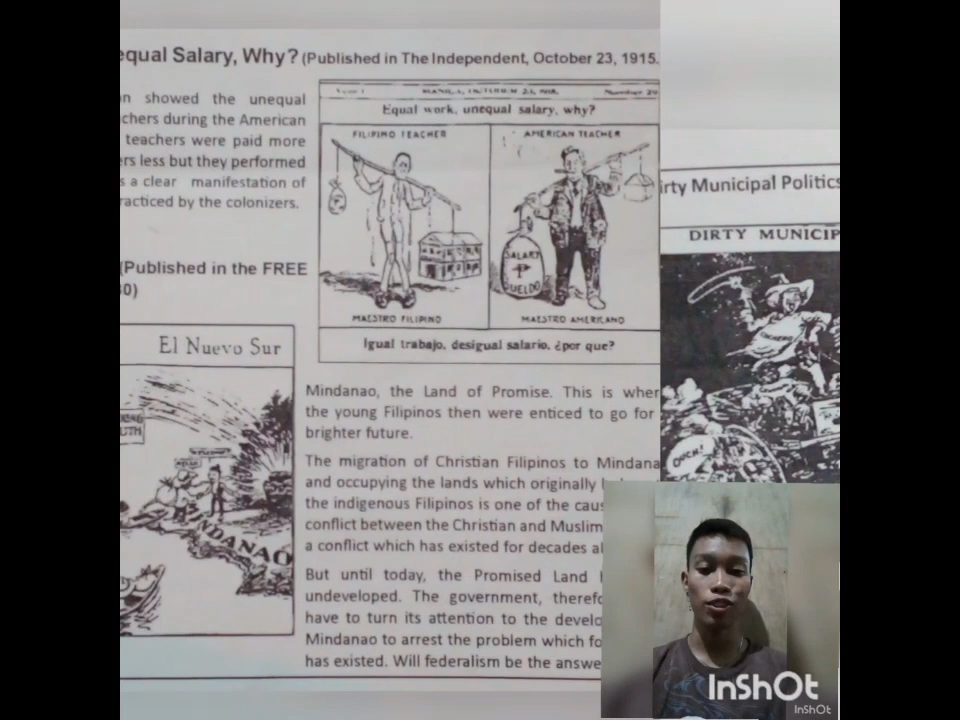 equal Salary, Why? (Published in The Independent, October 23, 1915.
on showed the unequal
chers during the American
teachers were paid more
ers less but they performed
s a clear manifestation of
racticed by the colonizers.
Equal work, unequal salary, why?
FILIPINO TEACHER
AMERICAN TEACHER
SALARY
P
SUELDO
MAESTRO FILIPINO
MAESTRO AMERICANO
Igual trabajo, desigual salario, ¿por que?
(Published in the FREE
30)
El Nuevo Sur
UTH
MINDANAO
Mindanao, the Land of Promise. This is wher
the young Filipinos then were enticed to go for
brighter future.
The migration of Christian Filipinos to Mindana
and occupying the lands which originally
the indigenous Filipinos is one of the cau
conflict between the Christian and Muslim
a conflict which has existed for decades al
But until today, the Promised Land
undeveloped. The government, therefo
have to turn its attention to the develo
Mindanao to arrest the problem which fo
has existed. Will federalism be the answe
irty Municipal Politics
DIRTY MUNICIP
OUCH!
InShOt
InShOt